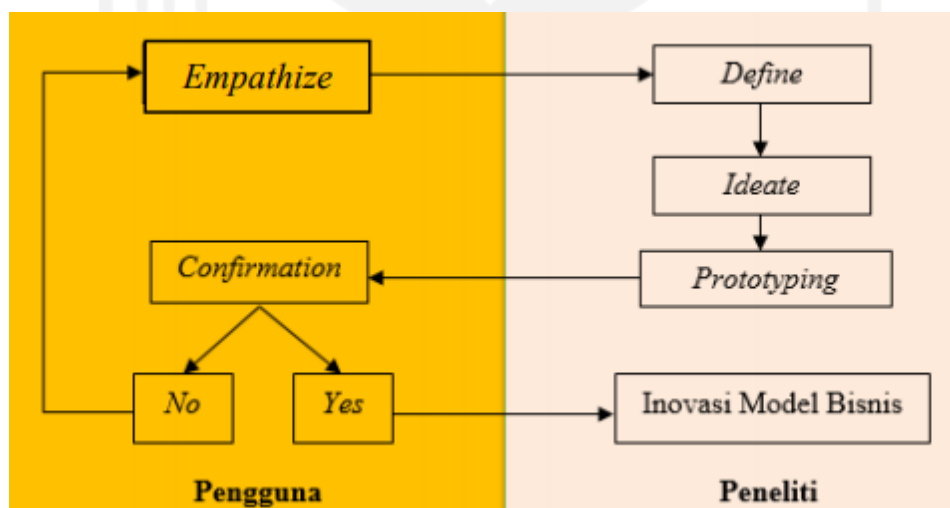 Empathize
Define
Ideate
Prototyping
Confirmation
No
Yes
Inovasi Model Bisnis
Pengguna
Peneliti